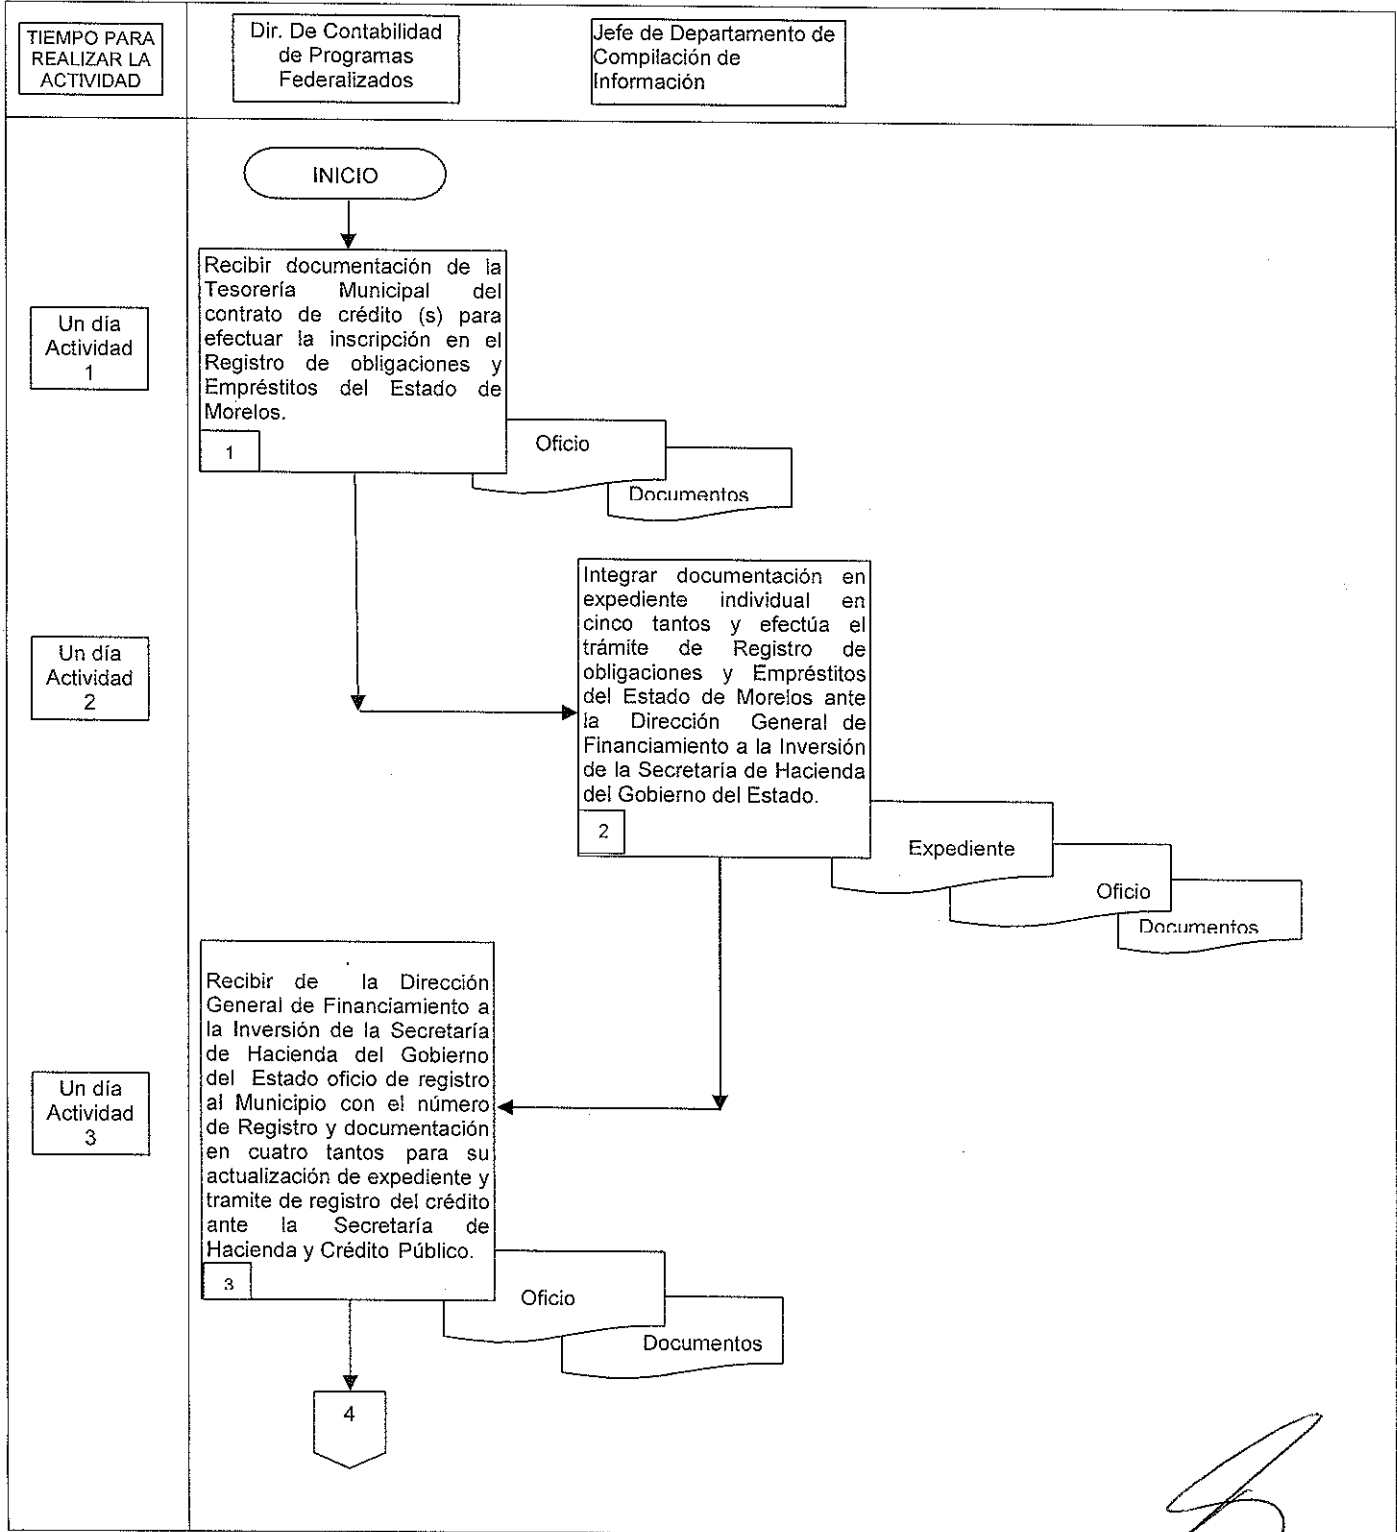 TIEMPO PARA
REALIZAR LA
ACTIVIDAD
Dir. De Contabilidad
de Programas
Federalizados
Jefe de Departamento de
Compilación de
Información
INICIO
Un día
Actividad
1
Recibir documentación de la
Tesorería Municipal del
contrato de crédito (s) para
efectuar la inscripción en el
Registro de obligaciones y
Empréstitos del Estado de
Morelos.
1
Oficio
Documentos
Un día
Actividad
2
Integrar documentación en
expediente individual en
cinco tantos y efectúa el
trámite de Registro de
obligaciones y Empréstitos
del Estado de Morelos ante
la Dirección General de
Financiamiento a la Inversión
de la Secretaría de Hacienda
del Gobierno del Estado.
2
Expediente
Oficio
Documentos
Un día
Actividad
3
Recibir de la Dirección
General de Financiamiento a
la Inversión de la Secretaría
de Hacienda del Gobierno
del Estado oficio de registro
al Municipio con el número
de Registro y documentación
en cuatro tantos para su
actualización de expediente y
tramite de registro del crédito
ante la Secretaría de
Hacienda y Crédito Público.
3
Oficio
Documentos
4